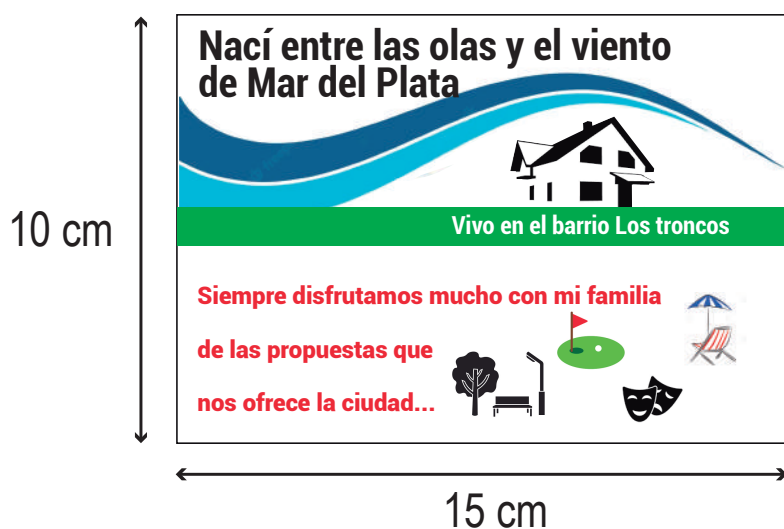 Nací entre las olas y el viento
de Mar del Plata
10 cm
Vivo en el barrio Los troncos
Siempre disfrutamos mucho con mi familia
de las propuestas que
nos ofrece la ciudad...
15 cm